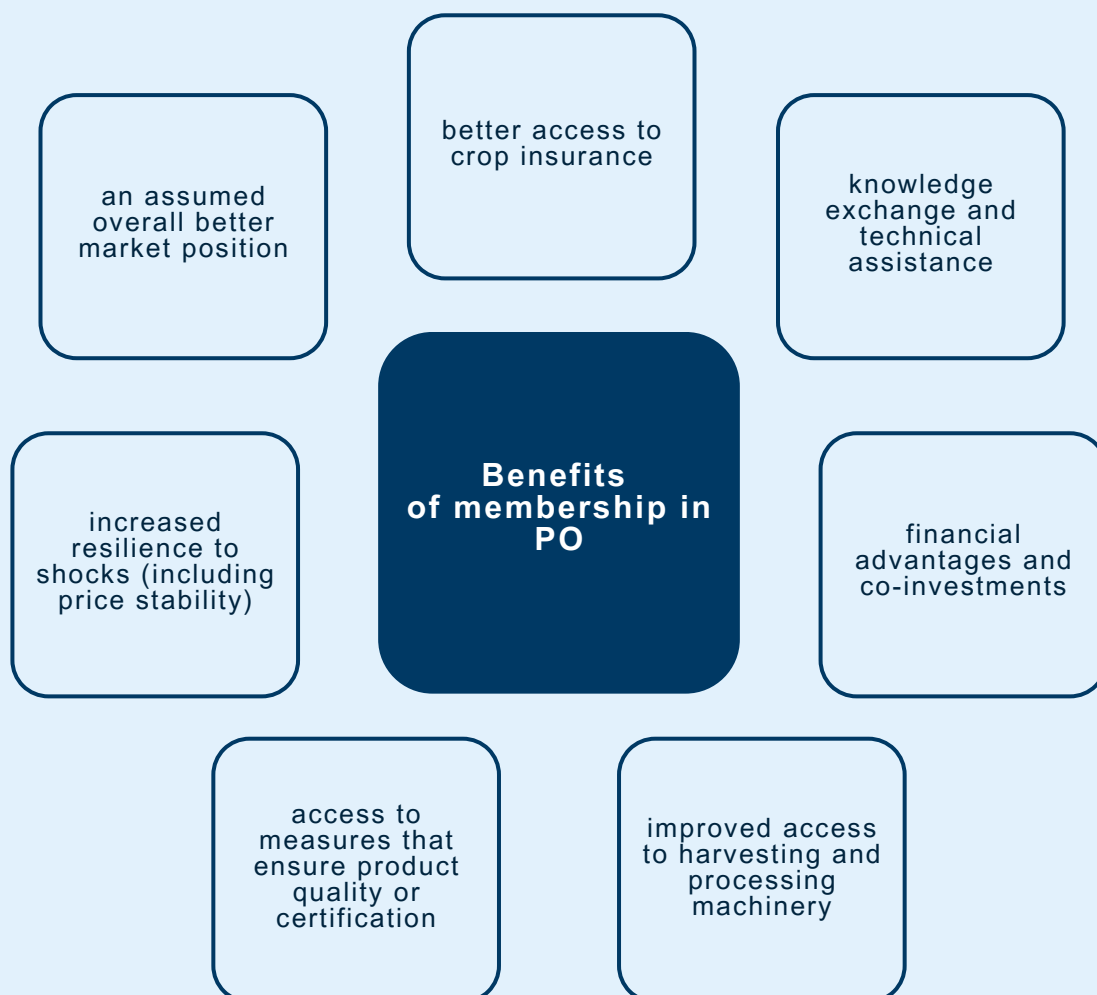 better access to
crop insurance
an assumed
overall better
market position
knowledge
exchange and
technical
assistance
Benefits
of membership in
PO
increased
resilience to
shocks (including
price stability)
financial
advantages and
co-investments
access to
measures that
ensure product
quality or
certification
improved access
to harvesting and
processing
machinery